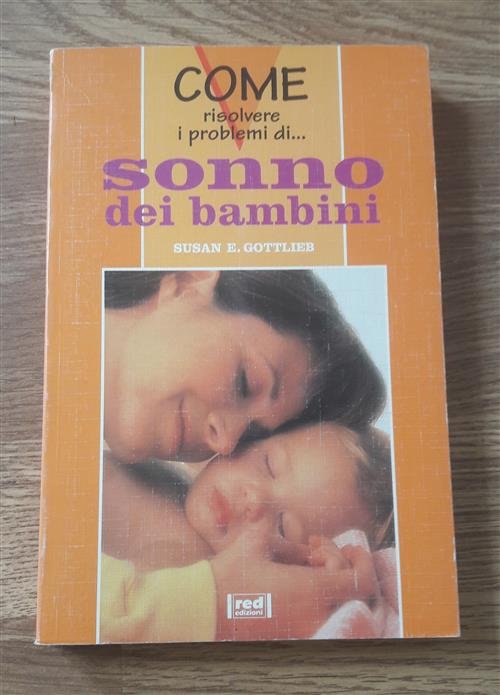 COME
risolvere
i problemi di...
sonno
dei bambini
SUSAN E. GOTTLIEB
red
edizioni